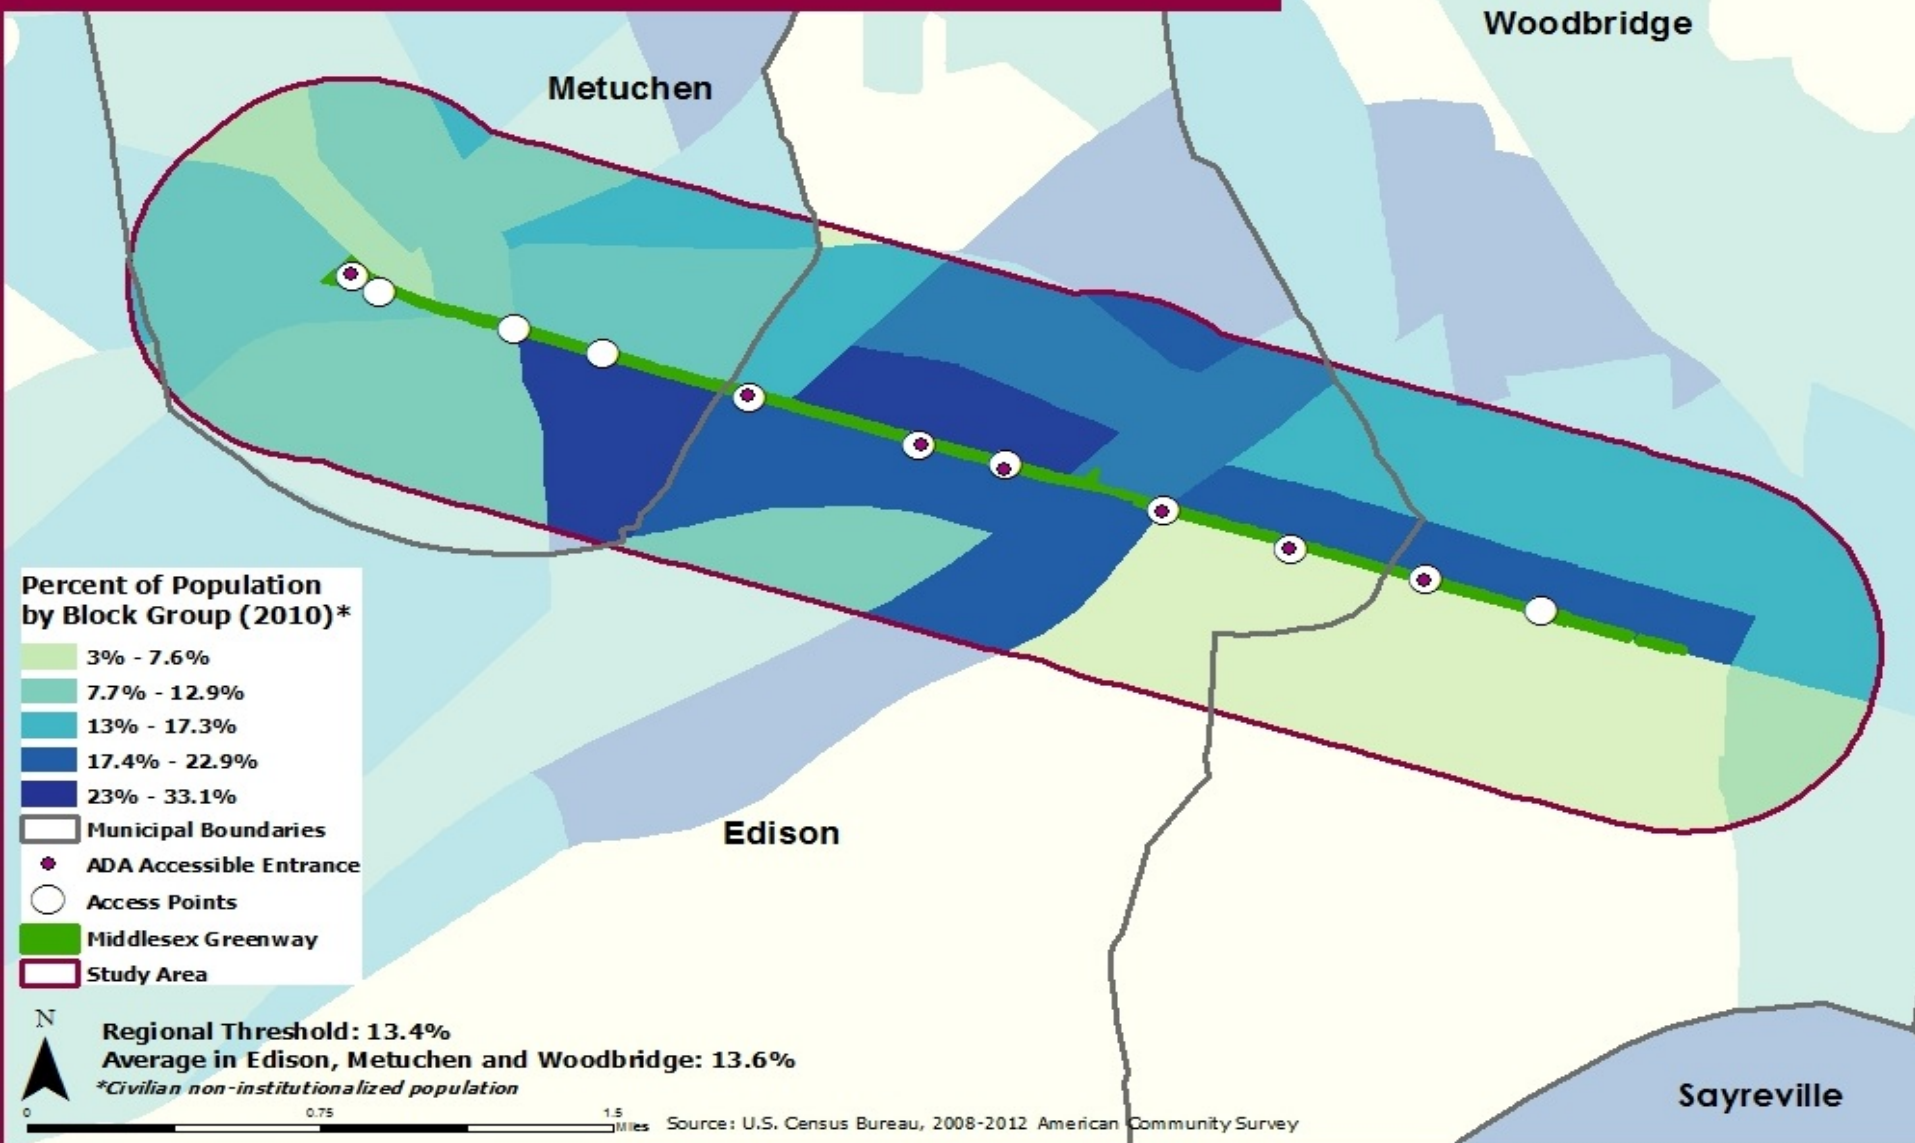 Woodbridge
Metuchen
Edison
Sayreville
Percent of Population
by Block Group (2010)*
3% - 7.6%
7.7% - 12.9%
13% - 17.3%
17.4% - 22.9%
23% - 33.1%
Municipal Boundaries
ADA Accessible Entrance
Access Points
Middlesex Greenway
Study Area
N
Regional Threshold: 13.4%
Average in Edison, Metuchen and Woodbridge: 13.6%
*Civilian non-institutionalized population
0 0.75 1.5
Miles
Source: U.S. Census Bureau, 2008-2012 American Community Survey